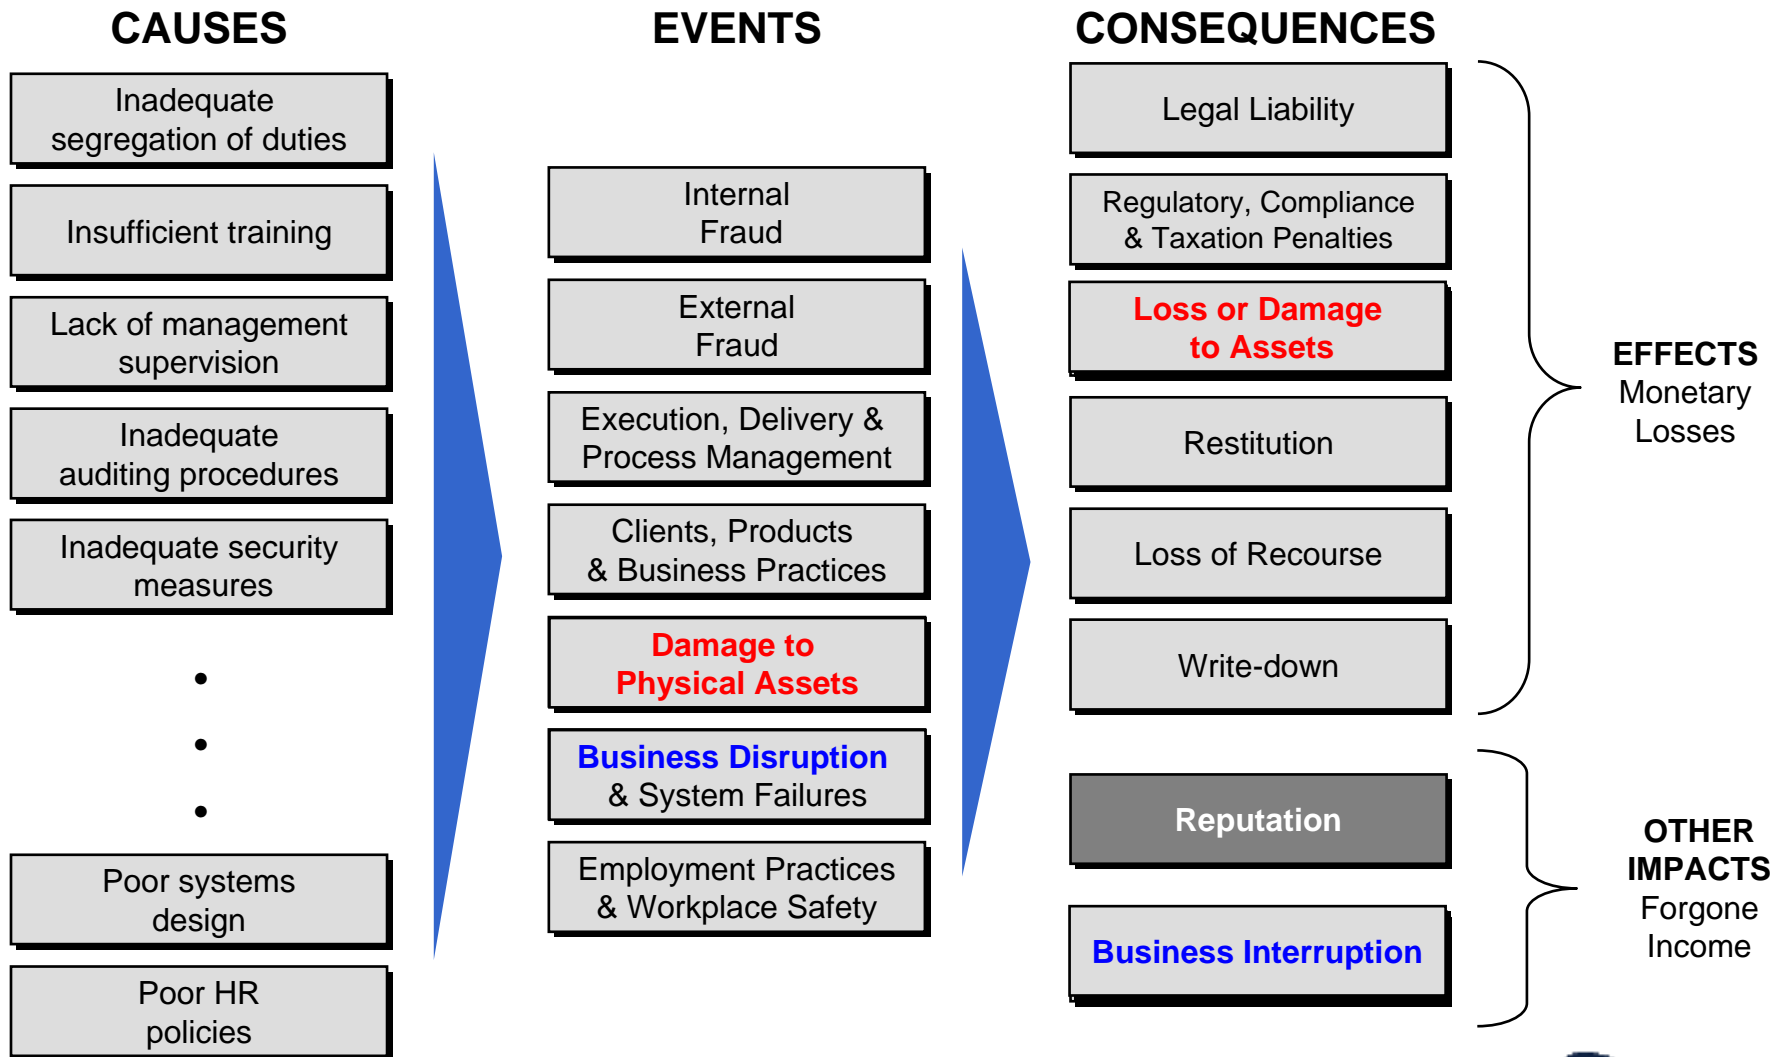 CAUSES
Inadequate
segregation of duties
Insufficient training
Lack of management
supervision
Inadequate
auditing procedures
Inadequate security
measures
•
•
•
Poor systems
design
Poor HR
policies
EVENTS
Internal
Fraud
External
Fraud
Execution, Delivery &
Process Management
Clients, Products
& Business Practices
Damage to
Physical Assets
Business Disruption
& System Failures
Employment Practices
& Workplace Safety
CONSEQUENCES
Legal Liability
Regulatory, Compliance
& Taxation Penalties
Loss or Damage
to Assets
Restitution
Loss of Recourse
Write-down
Reputation
Business Interruption
EFFECTS
Monetary
Losses
OTHER
IMPACTS
Forgone
Income